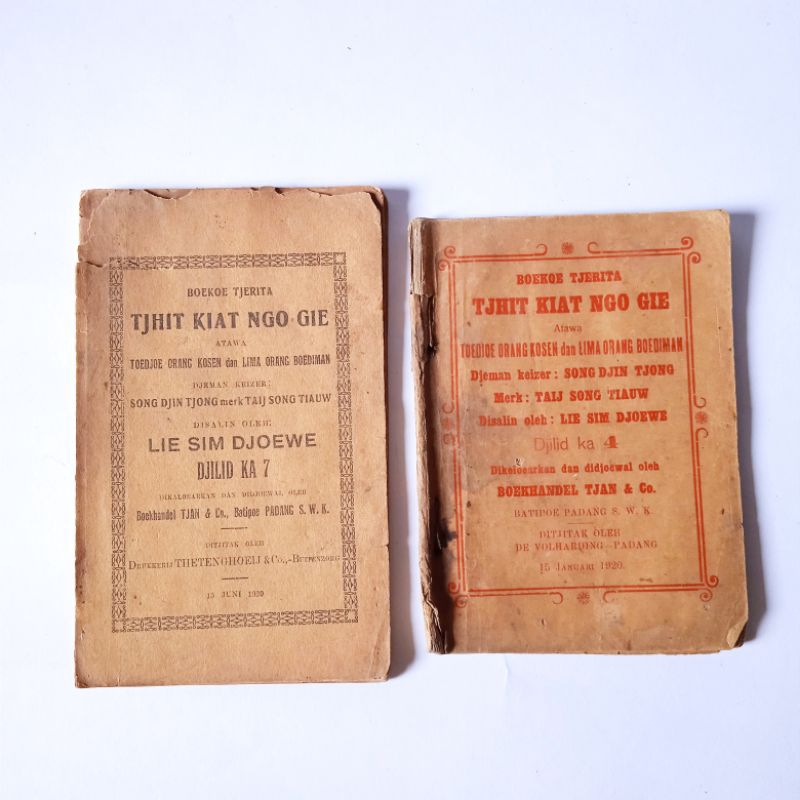 BOEKOE TJERITA
TJHIT KIAT NGO GIE
ATAWA
TOEDJOE ORANG KOSEN dan LIMA ORANG BOEDIMAN
DJEMAN KEIZER:
SONG DJIN TJONG merk TAIJ SONG TIAUW
DISALIN OLEH:
LIE SIM DJOEWE
DJILID KA 7
DIKALOEARKAN DAN DIDJOEWAL OLEH
Boekhandel TJAN & Co., Batipoe PADANG S. W. K.
DITJITAK OLEH
DRUKKERIJ THETENGHOEIJ & Co.,-BUITENZORG
15 JUNI 1920
BOEKOE TJERITA
TJHIT KIAT NGO GIE
Atawa
TOEDJOE ORANG KOSEN dan LIMA ORANG BOEDIMAN
Djeman keizer: SONG DJIN TJONG
Merk: TAIJ SONG TIAUW
Disalin oleh: LIE SIM DJOEWE
Djilid ka 4
Dikeloearkan dan didjoewal oleh
BOEKHANDEL TJAN & Co.
BATIPOE PADANG S. W. K.
DITJITAK OLEH
DE VOLHARDING—PADANG
15 JANUARI 1920.